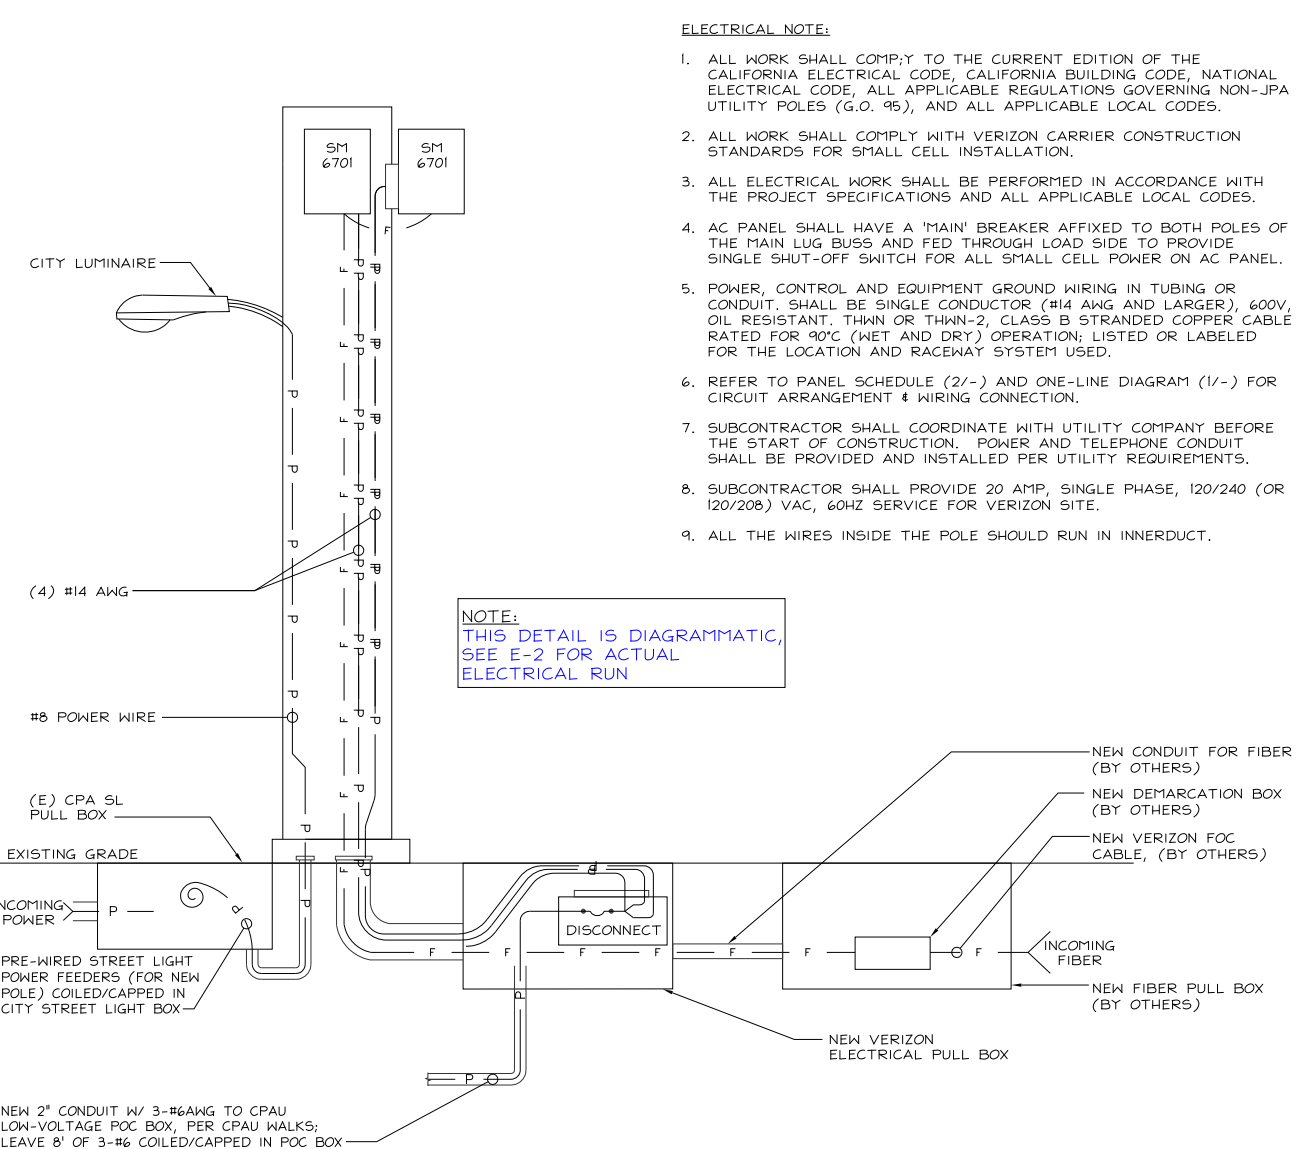 ELECTRICAL NOTE:
1. ALL WORK SHALL COMP;Y TO THE CURRENT EDITION OF THE
CALIFORNIA ELECTRICAL CODE, CALIFORNIA BUILDING CODE, NATIONAL
ELECTRICAL CODE, ALL APPLICABLE REGULATIONS GOVERNING NON-JPA
UTILITY POLES (G.O. 95), AND ALL APPLICABLE LOCAL CODES.
2. ALL WORK SHALL COMPLY WITH VERIZON CARRIER CONSTRUCTION
STANDARDS FOR SMALL CELL INSTALLATION.
3. ALL ELECTRICAL WORK SHALL BE PERFORMED IN ACCORDANCE WITH
THE PROJECT SPECIFICATIONS AND ALL APPLICABLE LOCAL CODES.
4. AC PANEL SHALL HAVE A 'MAIN' BREAKER AFFIXED TO BOTH POLES OF
THE MAIN LUG BUSS AND FED THROUGH LOAD SIDE TO PROVIDE
SINGLE SHUT-OFF SWITCH FOR ALL SMALL CELL POWER ON AC PANEL.
5. POWER, CONTROL AND EQUIPMENT GROUND WIRING IN TUBING OR
CONDUIT. SHALL BE SINGLE CONDUCTOR (#14 AWG AND LARGER), 600V,
OIL RESISTANT. THWN OR THWN-2, CLASS B STRANDED COPPER CABLE
RATED FOR 90°C (WET AND DRY) OPERATION; LISTED OR LABELED
FOR THE LOCATION AND RACEWAY SYSTEM USED.
6. REFER TO PANEL SCHEDULE (2/-) AND ONE-LINE DIAGRAM (1/-) FOR
CIRCUIT ARRANGEMENT & WIRING CONNECTION.
7. SUBCONTRACTOR SHALL COORDINATE WITH UTILITY COMPANY BEFORE
THE START OF CONSTRUCTION. POWER AND TELEPHONE CONDUIT
SHALL BE PROVIDED AND INSTALLED PER UTILITY REQUIREMENTS.
8. SUBCONTRACTOR SHALL PROVIDE 20 AMP, SINGLE PHASE, 120/240 (OR
120/208) VAC, 60HZ SERVICE FOR VERIZON SITE.
9. ALL THE WIRES INSIDE THE POLE SHOULD RUN IN INNERDUCT.
SM
6701
SM
6701
F
CITY LUMINAIRE
(4) #14 AWG
#8 POWER WIRE
NOTE:
THIS DETAIL IS DIAGRAMMATIC,
SEE E-2 FOR ACTUAL
ELECTRICAL RUN
(E) CPA SL
PULL BOX
EXISTING GRADE
NCOMING
POWER
P
P
DISCONNECT
F F F F F F
INCOMING
FIBER
NEW CONDUIT FOR FIBER
(BY OTHERS)
NEW DEMARCATION BOX
(BY OTHERS)
NEW VERIZON FOC
CABLE, (BY OTHERS)
NEW FIBER PULL BOX
(BY OTHERS)
PRE-WIRED STREET LIGHT
POWER FEEDERS (FOR NEW
POLE) COILED/CAPPED IN
CITY STREET LIGHT BOX
P
NEW VERIZON
ELECTRICAL PULL BOX
P
NEW 2" CONDUIT W/ 3-#6AWG TO CPAU
LOW-VOLTAGE POC BOX, PER CPAU WALKS;
LEAVE 8' OF 3-#6 COILED/CAPPED IN POC BOX